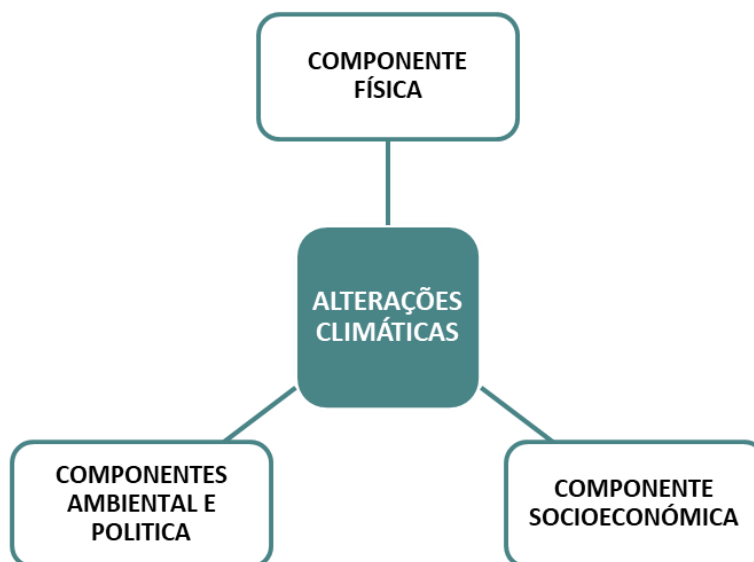 COMPONENTE
FÍSICA
ALTERAÇÕES
CLIMÁTICAS
COMPONENTES
AMBIENTAL E
POLITICA
COMPONENTE
SOCIOECONÓMICA